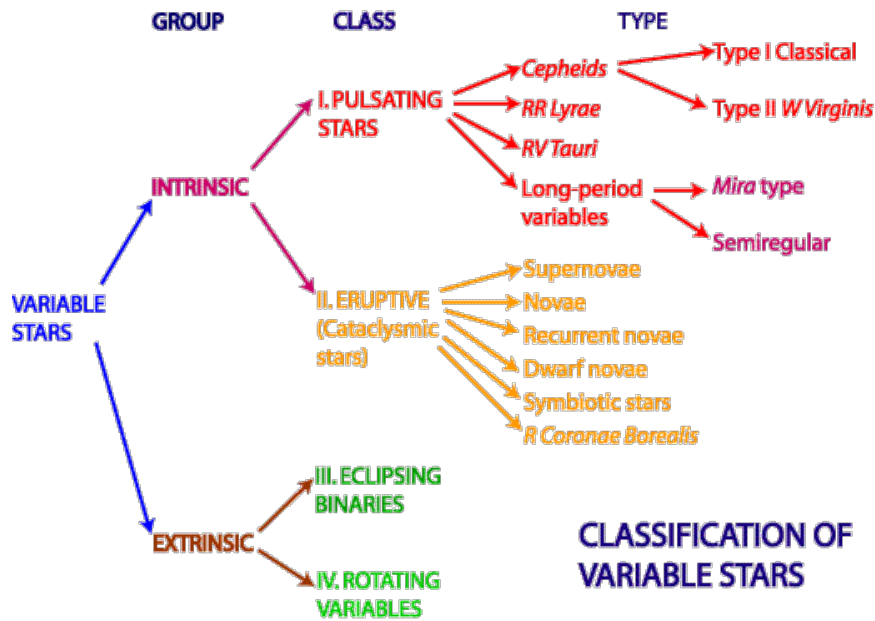 GROUP CLASS TYPE
VARIABLE
STARS
INTRINSIC
I. PULSATING
STARS
Cepheids
Type I Classical
Type II W Virginis
RR Lyrae
RV Tauri
Long-period
variables
Mira type
Semiregular
II. ERUPTIVE
(Cataclysmic
stars)
Supernovae
Novae
Recurrent novae
Dwarf novae
Symbiotic stars
R Coronae Borealis
EXTRINSIC
III. ECLIPSING
BINARIES
IV. ROTATING
VARIABLES
CLASSIFICATION OF
VARIABLE STARS